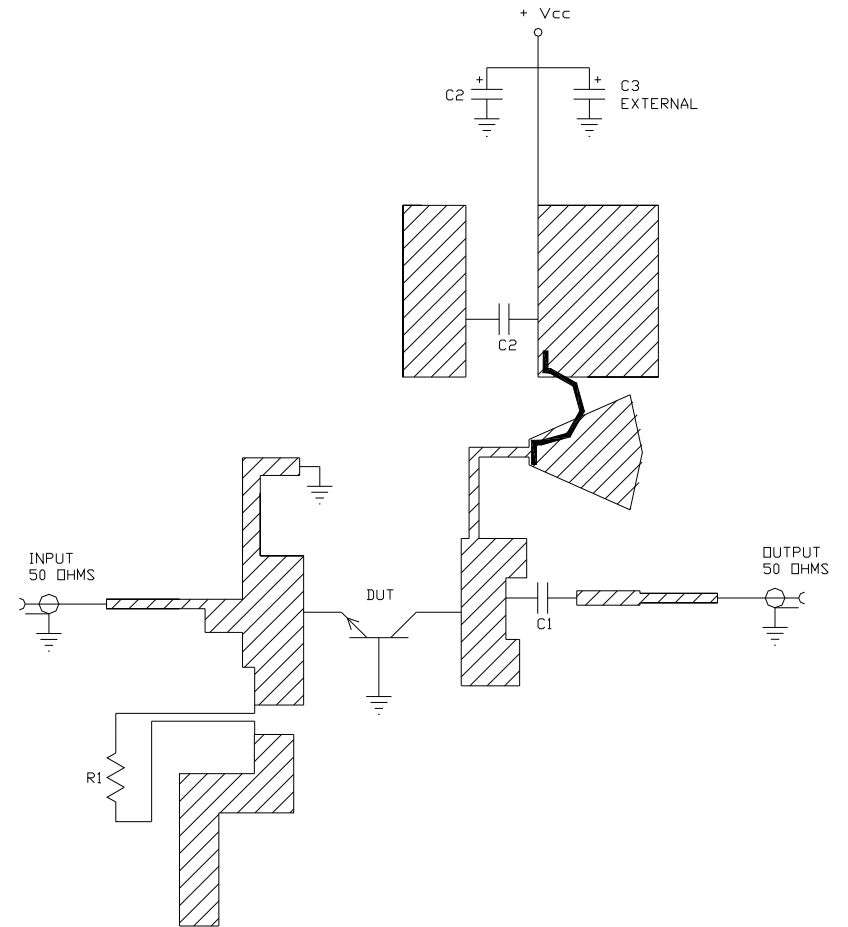 + Vcc
+
+
C2
C3
EXTERNAL
C2
INPUT
50 OHMS
DUT
OUTPUT
50 OHMS
C1
R1